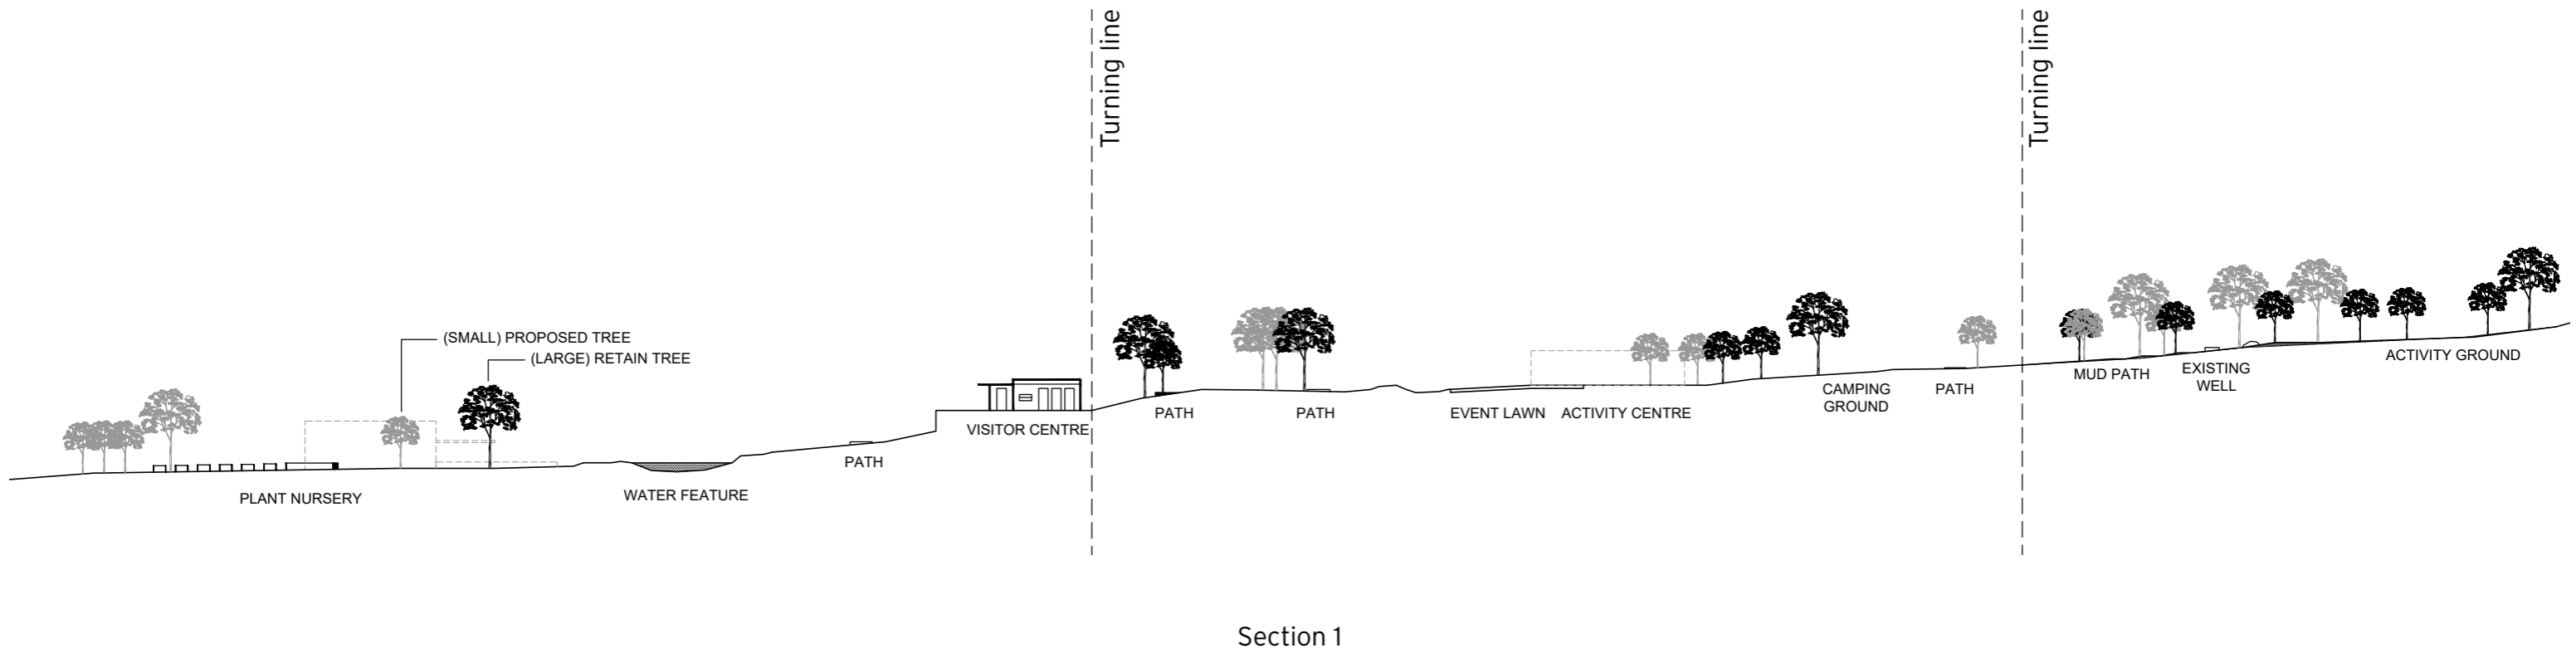 Turning line
Turning line
(SMALL) PROPOSED TREE
(LARGE) RETAIN TREE
PLANT NURSERY
WATER FEATURE
PATH
VISITOR CENTRE
PATH
PATH
EVENT LAWN
ACTIVITY CENTRE
CAMPING
GROUND
PATH
MUD PATH
EXISTING
WELL
ACTIVITY GROUND
Section 1